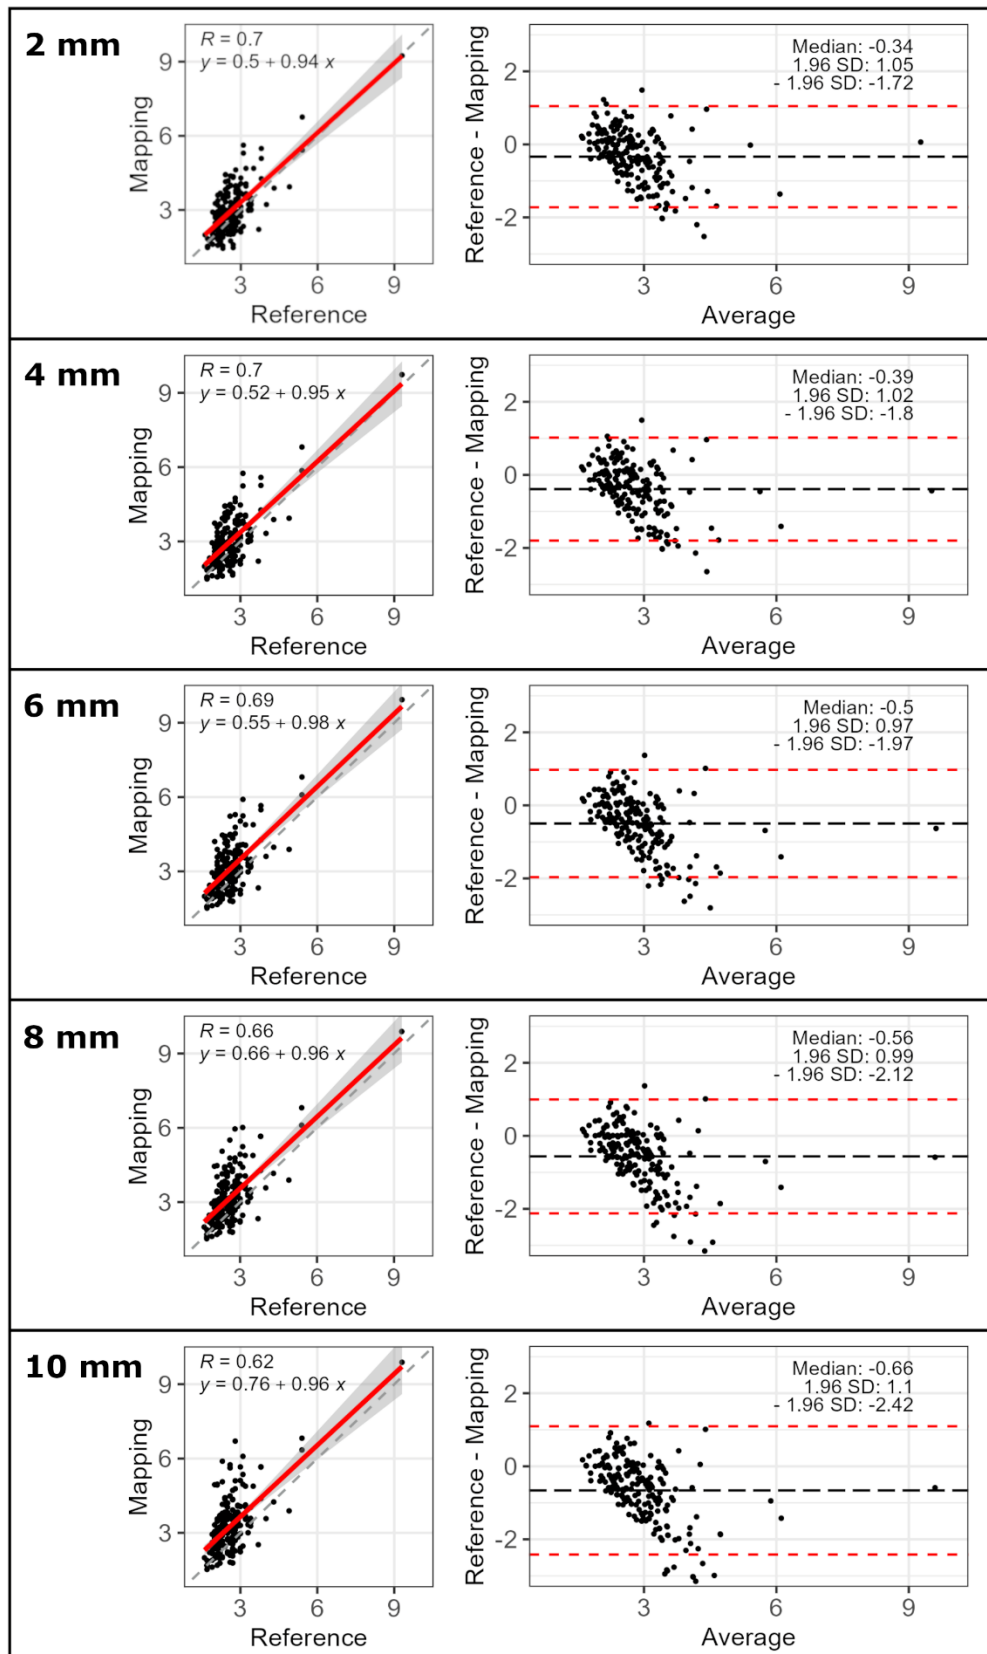 2 mm
R = 0.7
y = 0.5 + 0.94 x
9
6
3
Mapping
3 6 9
Reference
Median: -0.34
1.96 SD: 1.05
- 1.96 SD: -1.72
2
0
-2
Reference - Mapping
3 6 9
Average
4 mm
R = 0.7
y = 0.52 + 0.95 x
9
6
3
Mapping
3 6 9
Reference
Median: -0.39
1.96 SD: 1.02
- 1.96 SD: -1.8
2
0
-2
Reference - Mapping
3 6 9
Average
6 mm
R = 0.69
y = 0.55 + 0.98 x
9
6
3
Mapping
3 6 9
Reference
Median: -0.5
1.96 SD: 0.97
- 1.96 SD: -1.97
2
0
-2
Reference - Mapping
3 6 9
Average
8 mm
R = 0.66
y = 0.66 + 0.96 x
9
6
3
Mapping
3 6 9
Reference
Median: -0.56
1.96 SD: 0.99
- 1.96 SD: -2.12
2
0
-2
Reference - Mapping
3 6 9
Average
10 mm
R = 0.62
y = 0.76 + 0.96 x
9
6
3
Mapping
3 6 9
Reference
Median: -0.66
1.96 SD: 1.1
- 1.96 SD: -2.42
2
0
-2
Reference - Mapping
3 6 9
Average